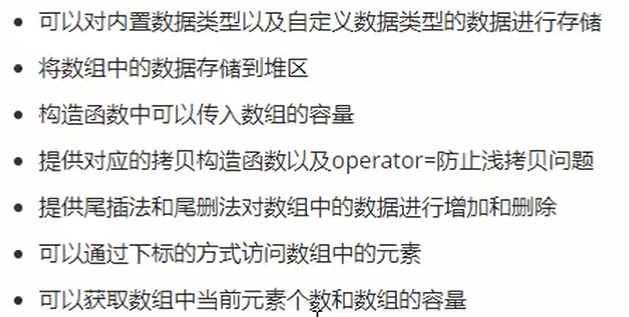 可以对内置数据类型以及自定义数据类型的数据进行存储
将数组中的数据存储到堆区
构造函数中可以传入数组的容量
提供对应的拷贝构造函数以及operator=防止浅拷贝问题
提供尾插法和尾删法对数组中的数据进行增加和删除
可以通过下标的方式访问数组中的元素
可以获取数组中当前元素个数和数组的容量